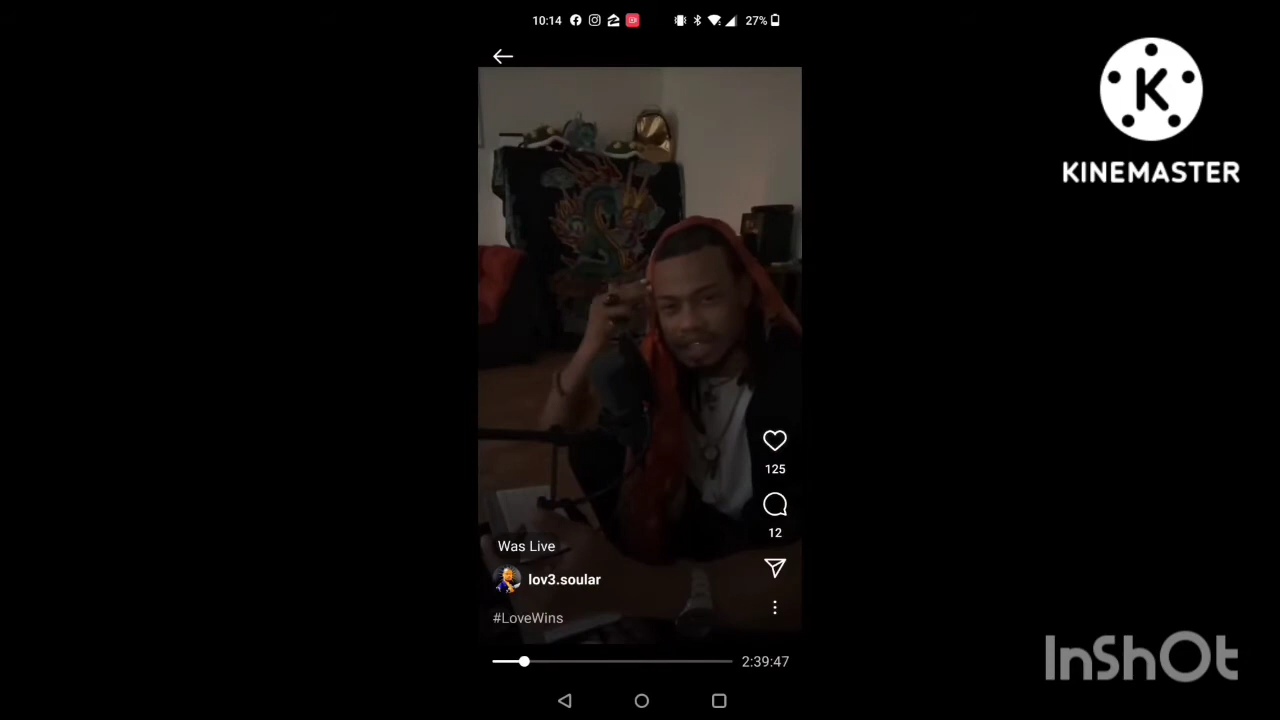 10:14
27%
KINEMASTER
125
12
Was Live
lov3.soular
#LoveWins
2:39:47
InShOt